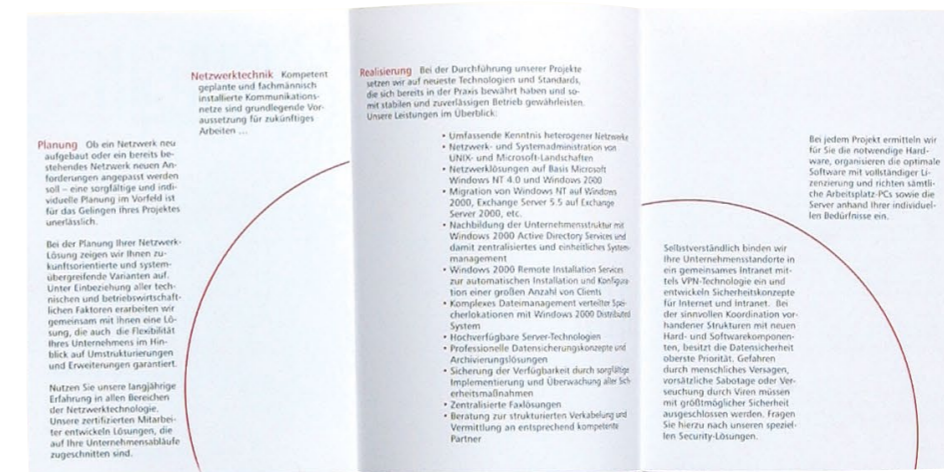 Netzwerktechnik Kompetent
geplante und fachmännisch
installierte Kommunikations-
netze sind grundlegende Vor-
aussetzung für zukünftiges
Arbeiten ...
Planung Ob ein Netzwerk neu
aufgebaut oder ein bereits be-
stehendes Netzwerk neuen An-
forderungen angepasst werden
soll – eine sorgfältige und indi-
viduelle Planung im Vorfeld ist
für das Gelingen Ihres Projektes
unerlässlich.
Bei der Planung Ihrer Netzwerk-
Lösung zeigen wir Ihnen zu-
kunftsorientierte und system-
übergreifende Varianten auf.
Unter Einbeziehung aller tech-
nischen und betriebswirtschaft-
lichen Faktoren erarbeiten wir
gemeinsam mit Ihnen eine Lö-
sung, die auch die Flexibilität
Ihres Unternehmens im Hin-
blick auf Umstrukturierungen
und Erweiterungen garantiert.
Nutzen Sie unsere langjährige
Erfahrung in allen Bereichen
der Netzwerktechnologie.
Unsere zertifizierten Mitarbei-
ter entwickeln Lösungen, die
auf Ihre Unternehmensabläufe
zugeschnitten sind.
Realisierung Bei der Durchführung unserer Projekte
setzen wir auf neueste Technologien und Standards,
die sich bereits in der Praxis bewährt haben und so-
mit stabilen und zuverlässigen Betrieb gewährleisten.
Unsere Leistungen im Überblick:
• Umfassende Kenntnis heterogener Netzwerke
• Netzwerk- und Systemadministration von
UNIX- und Microsoft-Landschaften
• Netzwerklösungen auf Basis Microsoft
Windows NT 4.0 und Windows 2000
• Migration von Windows NT auf Windows
2000, Exchange Server 5.5 auf Exchange
Server 2000, etc.
• Nachbildung der Unternehmensstruktur mit
Windows 2000 Active Directory Services und
damit zentralisiertes und einheitliches System-
management
• Windows 2000 Remote Installation Services
zur automatischen Installation und Konfigura-
tion einer großen Anzahl von Clients
• Komplexes Dateimanagement verteilter Spei-
cherlokationen mit Windows 2000 Distributed
System
• Hochverfügbare Server-Technologien
• Professionelle Datensicherungskonzepte und
Archivierungslösungen
• Sicherung der Verfügbarkeit durch sorgfältige
Implementierung und Überwachung aller Sich-
erheitsmaßnahmen
• Zentralisierte Faxlösungen
• Beratung zur strukturierten Verkabelung und
Vermittlung an entsprechend kompetente
Partner
Selbstverständlich binden wir
Ihre Unternehmensstandorte in
ein gemeinsames Intranet mit-
tels VPN-Technologie ein und
entwickeln Sicherheitskonzepte
für Internet und Intranet. Bei
der sinnvollen Koordination vor-
handener Strukturen mit neuen
Hard- und Softwarekomponen-
ten, besitzt die Datensicherheit
oberste Priorität. Gefahren
durch menschliches Versagen,
vorsätzliche Sabotage oder Ver-
seuchung durch Viren müssen
mit größtmöglicher Sicherheit
ausgeschlossen werden. Fragen
Sie hierzu nach unseren speziel-
len Security-Lösungen.
Bei jedem Projekt ermitteln wir
für Sie die notwendige Hard-
ware, organisieren die optimale
Software mit vollständiger Li-
zenzierung und richten sämtli-
che Arbeitsplatz-PCs sowie die
Server anhand Ihrer individuel-
len Bedürfnisse ein.